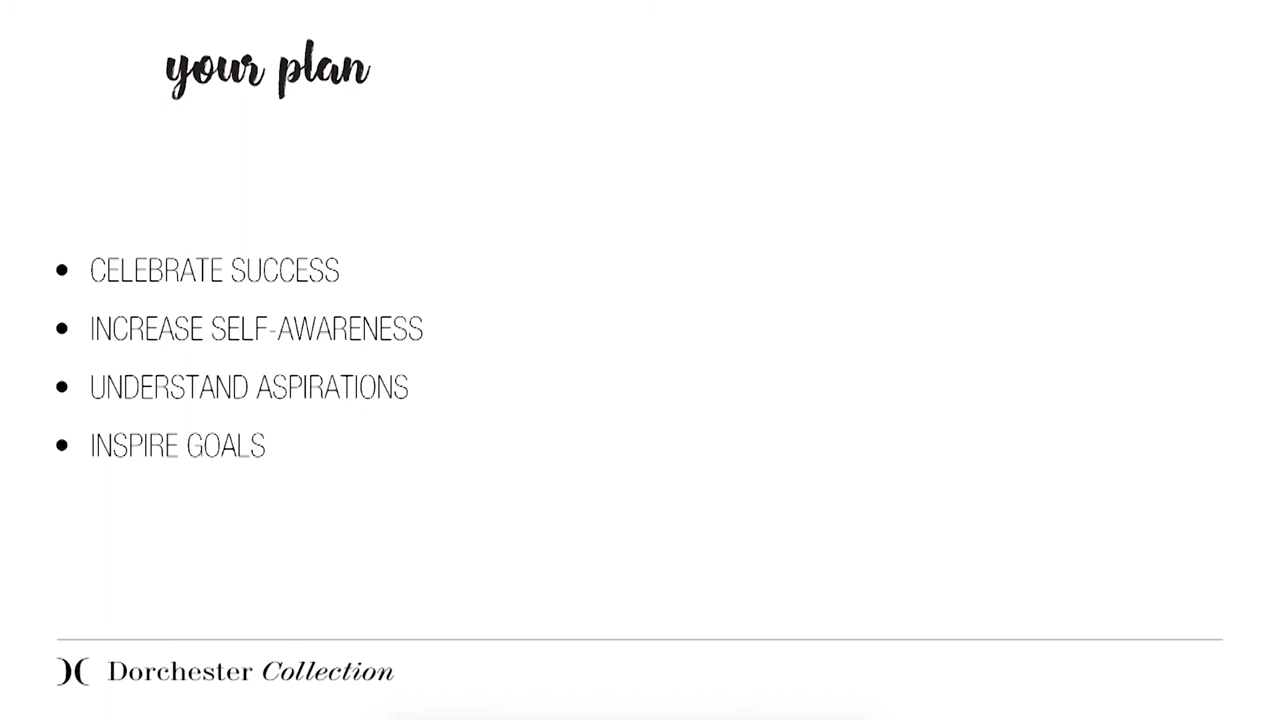 your plan
CELEBRATE SUCCESS
INCREASE SELF-AWARENESS
UNDERSTAND ASPIRATIONS
INSPIRE GOALS
Dorchester Collection